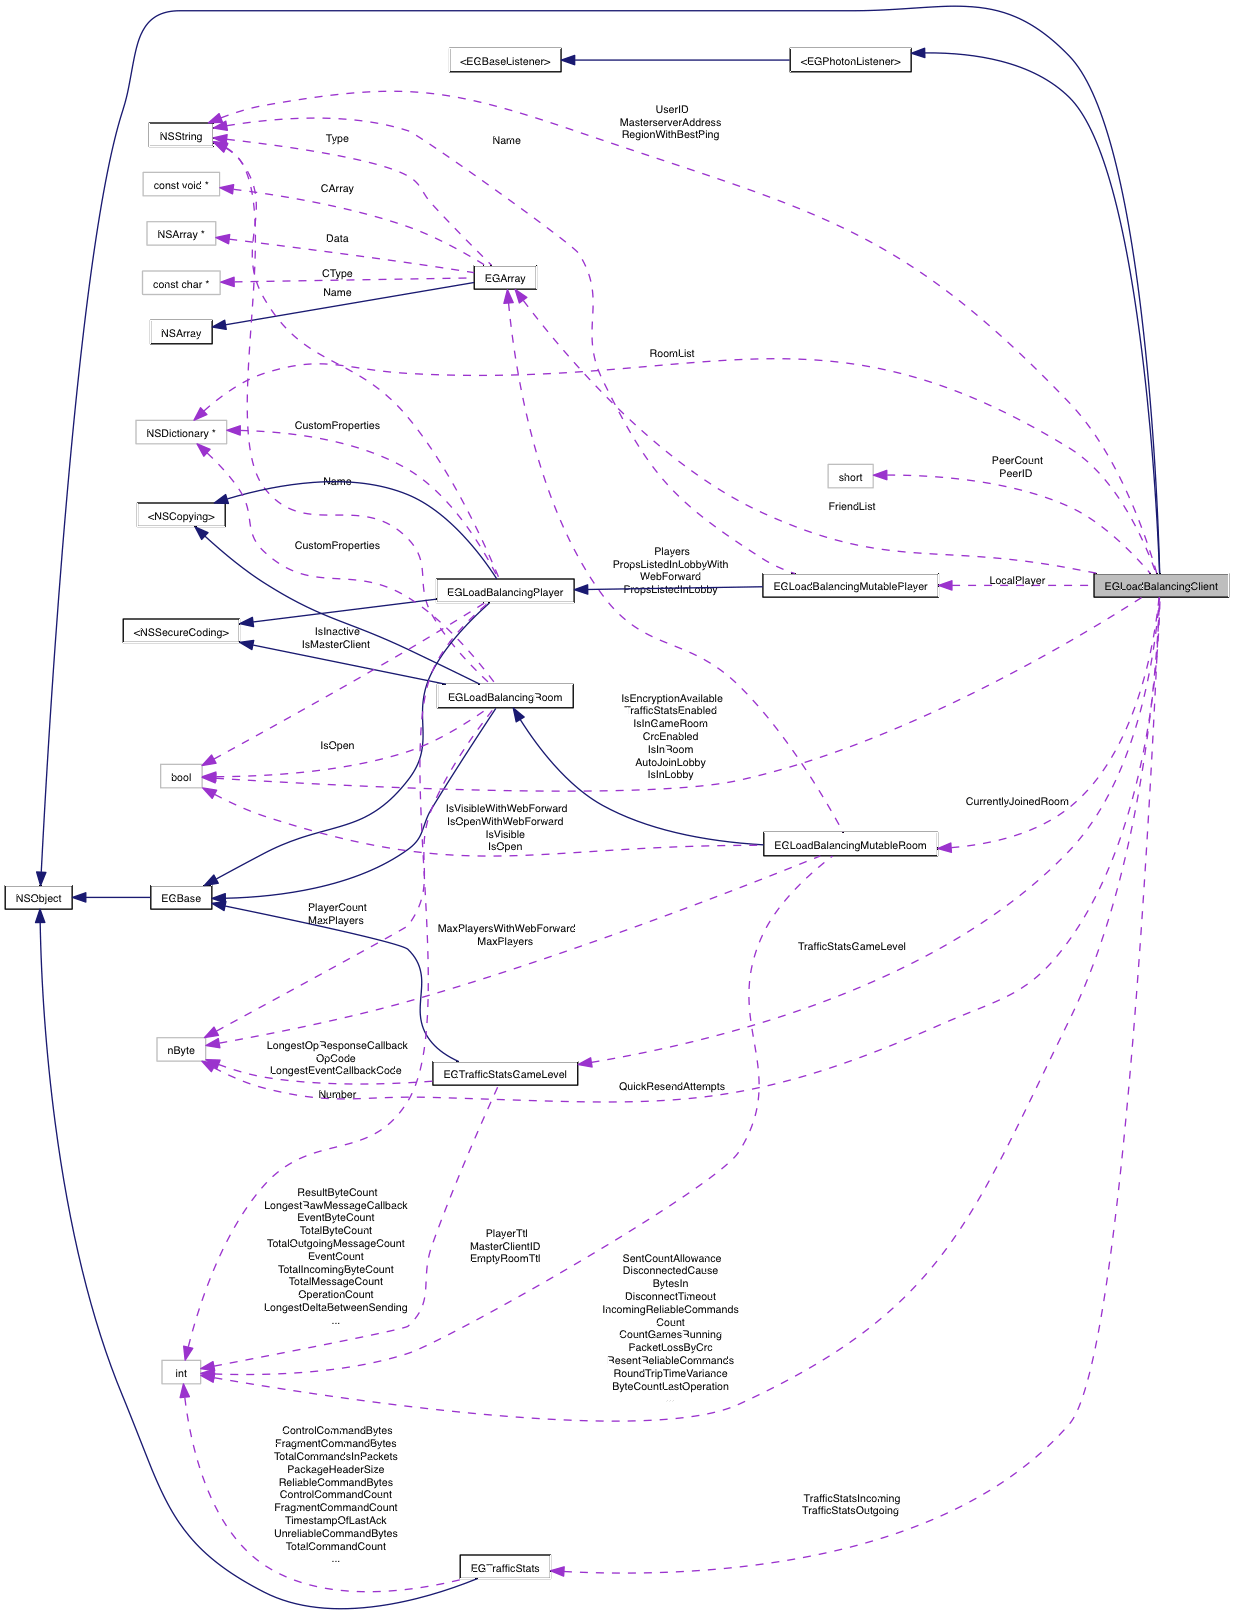 <EGBaseListener>
<EGPhotonListener>
UserID
MasterserverAddress
RegionWithBestPing
NSString
Type
Name
const void *
CArray
NSArray *
Data
const char *
CType
EGArray
Name
NSArray
RoomList
NSDictionary *
CustomProperties
PeerCount
PeerID
short
Name
FriendList
<NSCopying>
CustomProperties
Players
PropsListedInLobbyWith
WebForward
PropsListedInLobby
EGLoadBalancingPlayer
EGLoadBalancingMutablePlayer
LocalPlayer
EGLoadBalancingClient
<NSSecureCoding>
IsInactive
IsMasterClient
EGLoadBalancingRoom
IsEncryptionAvailable
TrafficStatsEnabled
IsInGameRoom
CrcEnabled
IsInRoom
AutoJoinLobby
IsInLobby
IsOpen
bool
CurrentlyJoinedRoom
IsVisibleWithWebForward
IsOpenWithWebForward
IsVisible
IsOpen
EGLoadBalancingMutableRoom
NSObject
EGBase
PlayerCount
MaxPlayers
MaxPlayersWithWebForward
MaxPlayers
TrafficStatsGameLevel
nByte
LongestOpResponseCallback
OpCode
LongestEventCallbackCode
EGTrafficStatsGameLevel
Number
QuickResendAttempts
ResultByteCount
LongestRawMessageCallback
EventByteCount
TotalByteCount
TotalOutgoingMessageCount
EventCount
TotalIncomingByteCount
TotalMessageCount
OperationCount
LongestDeltaBetweenSending
...
PlayerTtl
MasterClientID
EmptyRoomTtl
SentCountAllowance
DisconnectedCause
BytesIn
DisconnectTimeout
IncomingReliableCommands
Count
CountGamesRunning
PacketLossByCrc
ResentReliableCommands
RoundTripTimeVariance
ByteCountLastOperation
...
int
ControlCommandBytes
FragmentCommandBytes
TotalCommandsInPackets
PackageHeaderSize
ReliableCommandBytes
ControlCommandCount
FragmentCommandCount
TimestampOfLastAck
UnreliableCommandBytes
TotalCommandCount
...
TrafficStatsIncoming
TrafficStatsOutgoing
EGTrafficStats